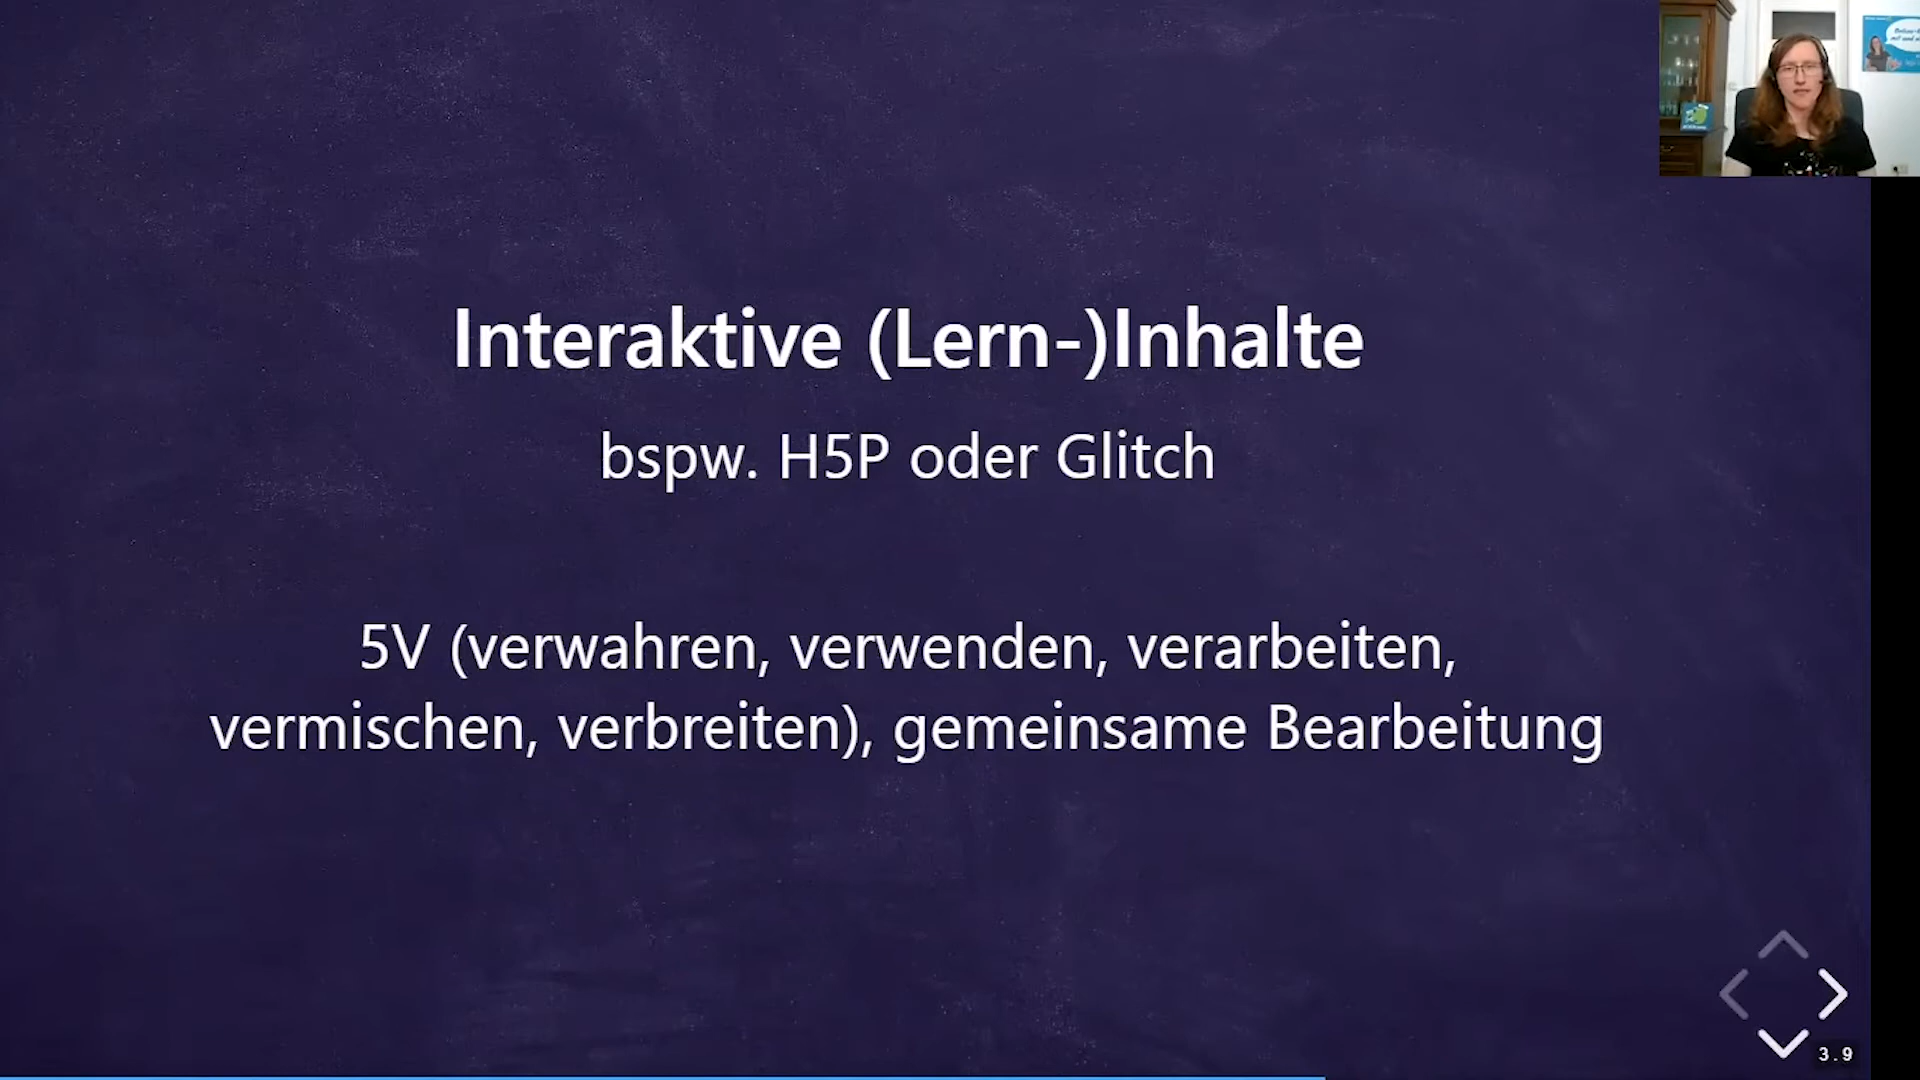 Interaktive (Lern-)Inhalte
bspw. H5P oder Glitch
5V (verwahren, verwenden, verarbeiten,
vermischen, verbreiten), gemeinsame Bearbeitung
3.9